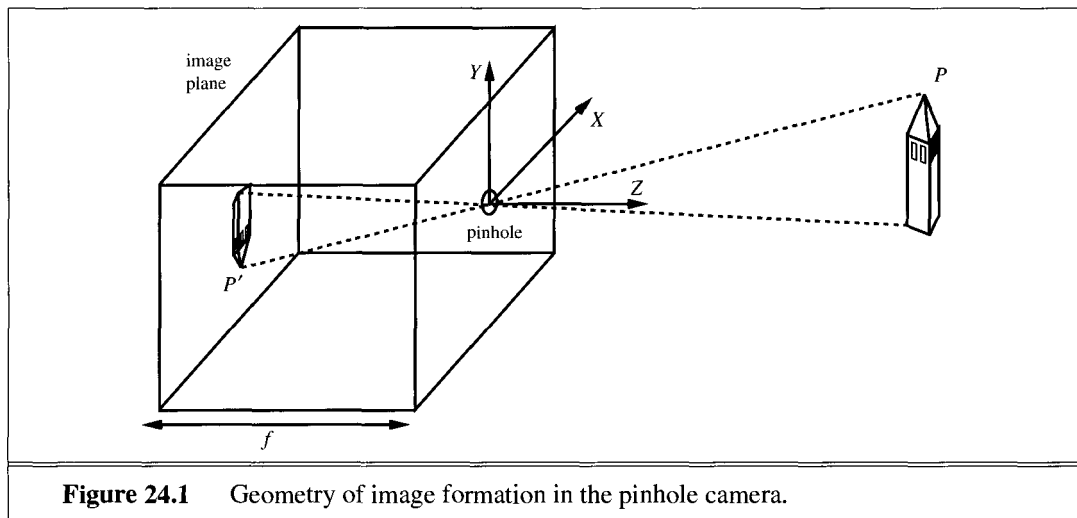 image
plane
Y
X
P
Z
pinhole
P′
f
Figure 24.1 Geometry of image formation in the pinhole camera.